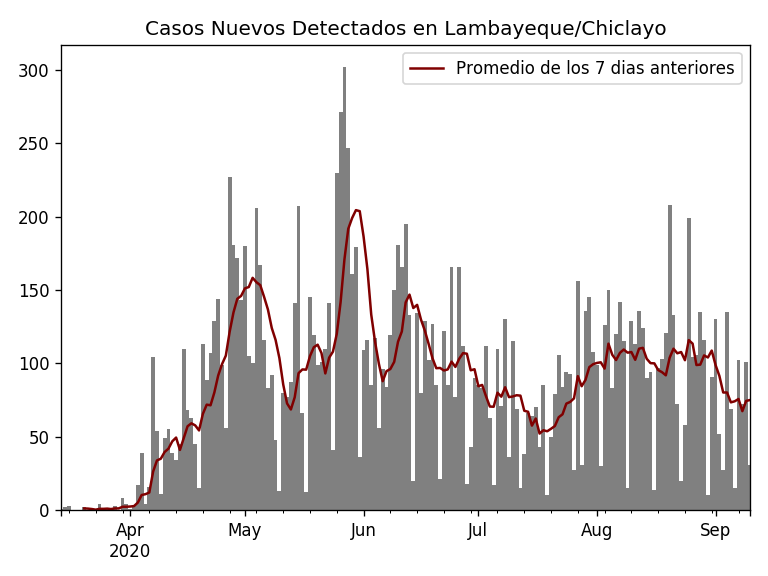 Casos Nuevos Detectados en Lambayeque/Chiclayo
Promedio de los 7 dias anteriores
300
250
200
150
100
50
0
Apr May Jun Jul Aug Sep
2020